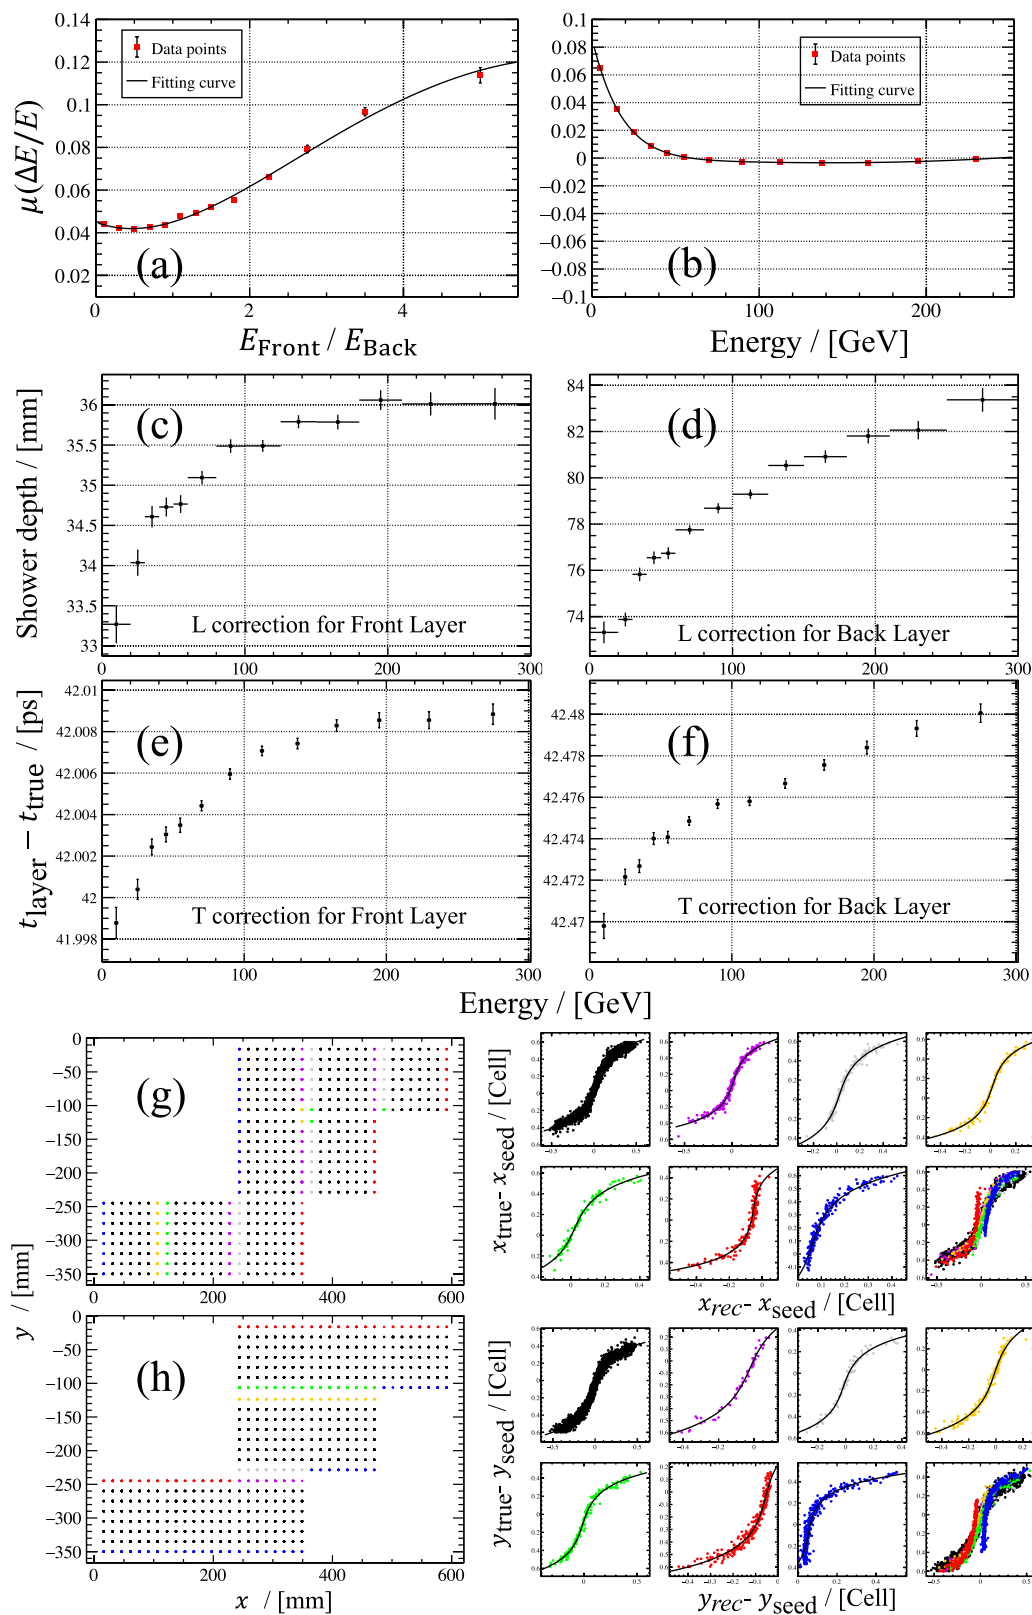 0.14
0.12
0.1
0.08
0.06
0.04
0.02
μ(ΔE/E)
Data points
Fitting curve
(a)
0 2 4
E_Front / E_Back
0.1
0.08
0.06
0.04
0.02
0
−0.02
−0.04
−0.06
−0.08
−0.1
Data points
Fitting curve
(b)
0 100 200
Energy / [GeV]
Shower depth / [mm]
36
35.5
35
34.5
34
33.5
33
(c)
L correction for Front Layer
0 100 200 300
84
82
80
78
76
74
(d)
L correction for Back Layer
0 100 200 300
t_layer − t_true / [ps]
42.01
42.008
42.006
42.004
42.002
42
41.998
(e)
T correction for Front Layer
0 100 200 300
42.48
42.478
42.476
42.474
42.472
42.47
(f)
T correction for Back Layer
0 100 200 300
Energy / [GeV]
y / [mm]
0
−50
−100
−150
−200
−250
−300
−350
(g)
0 200 400 600
0
−50
−100
−150
−200
−250
−300
−350
(h)
0 200 400 600
x / [mm]
x_true- x_seed / [Cell]
x_rec- x_seed / [Cell]
y_true- y_seed / [Cell]
y_rec- y_seed / [Cell]